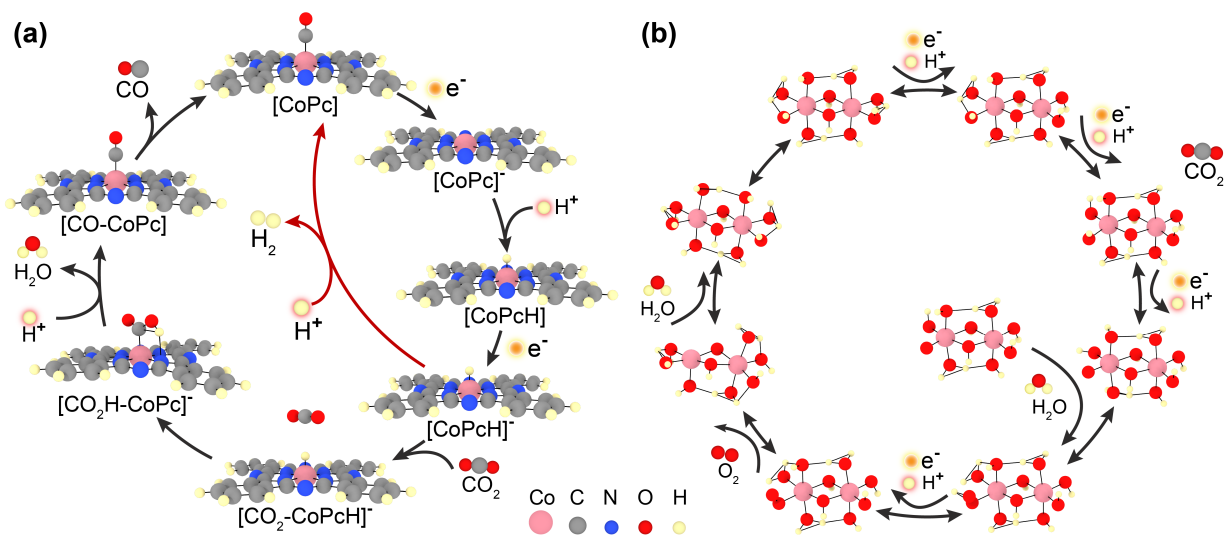 (a)
CO
[CoPc]
e⁻
[CoPc]⁻
H⁺
[CoPcH]
e⁻
[CoPcH]⁻
CO₂
[CO₂-CoPcH]⁻
[CO₂H-CoPc]⁻
H⁺
H₂O
[CO-CoPc]
H₂
H⁺
Co C N O H
(b)
e⁻
H⁺
e⁻
H⁺
CO₂
e⁻
H⁺
H₂O
e⁻
H⁺
O₂
H₂O